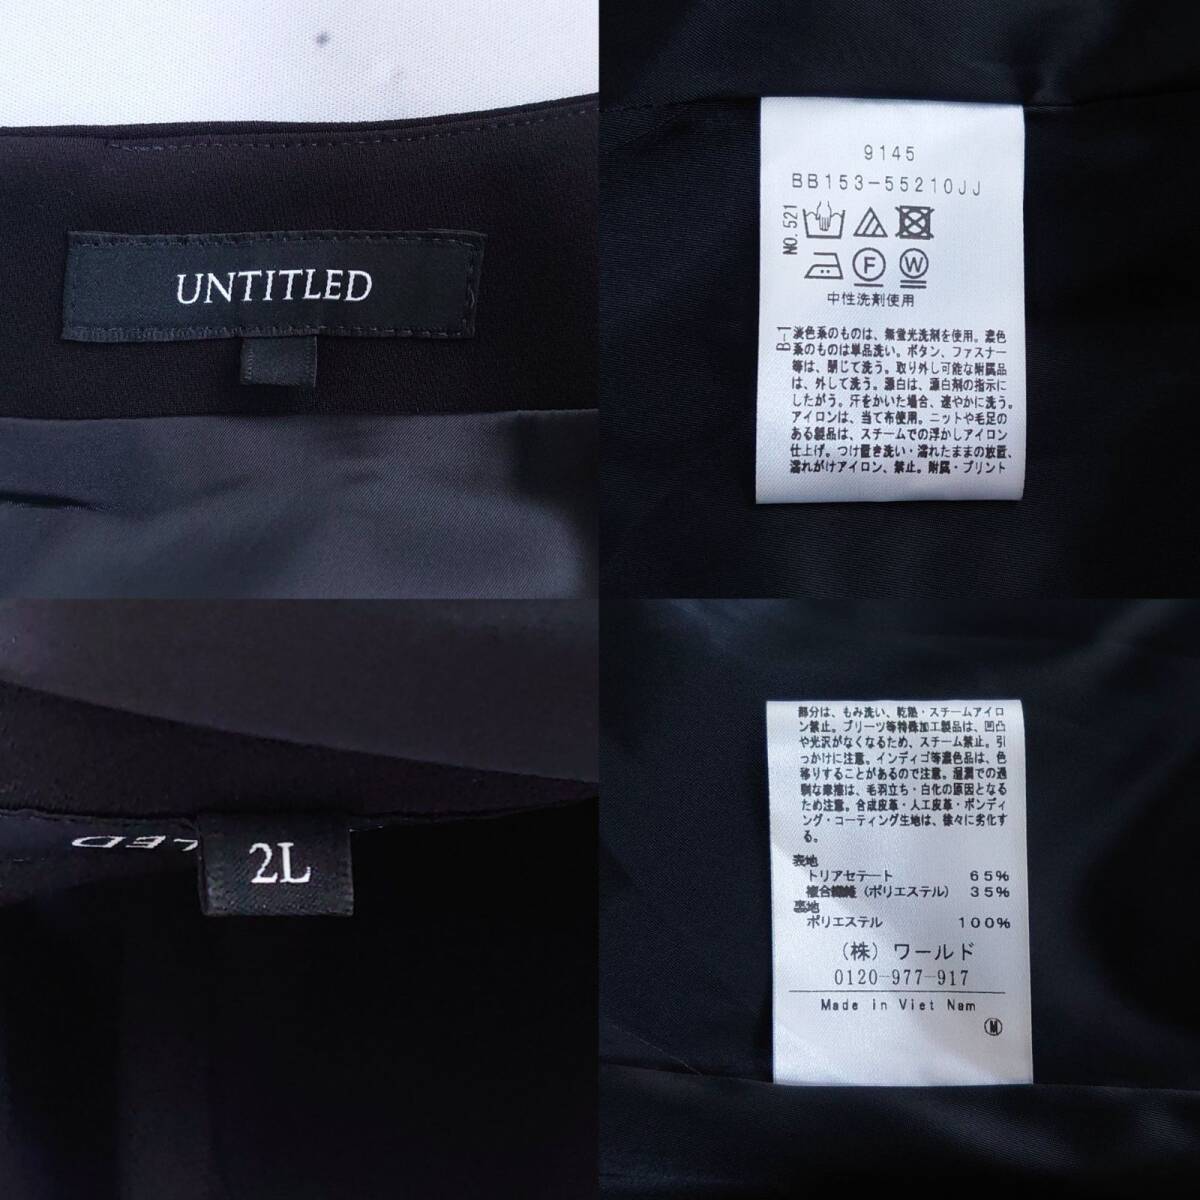 UNTITLED
9145
BB153-55210JJ
NO.521
F
W
中性洗剤使用
B-1
淡色系のものは、無蛍光洗剤を使用。濃色
系のものは単品洗い。ボタン、ファスナー
等は、閉じて洗う。取り外し可能な附属品
は、外して洗う。漂白は、漂白剤の指示に
したがう。汗をかいた場合、速やかに洗う。
アイロンは、当て布使用。ニットや毛足の
ある製品は、スチームでの浮かしアイロン
仕上げ。つけ置き洗い・濡れたままの放置、
濡れがけアイロン、禁止。附属・プリント
LED
2L
部分は、もみ洗い、乾熱・スチームアイロ
ン禁止。プリーツ等特殊加工製品は、凹凸
や光沢がなくなるため、スチーム禁止。引
っかけに注意。インディゴ等濃色品は、色
移りすることがあるので注意。湿潤での過
剰な摩擦は、毛羽立ち・白化の原因となる
ため注意。合成皮革・人工皮革・ボンディ
ング・コーティング生地は、徐々に劣化す
る。
表地
トリアセテート 65%
複合繊維（ポリエステル） 35%
裏地
ポリエステル 100%
(株) ワールド
0120-977-917
Made in Viet Nam
M